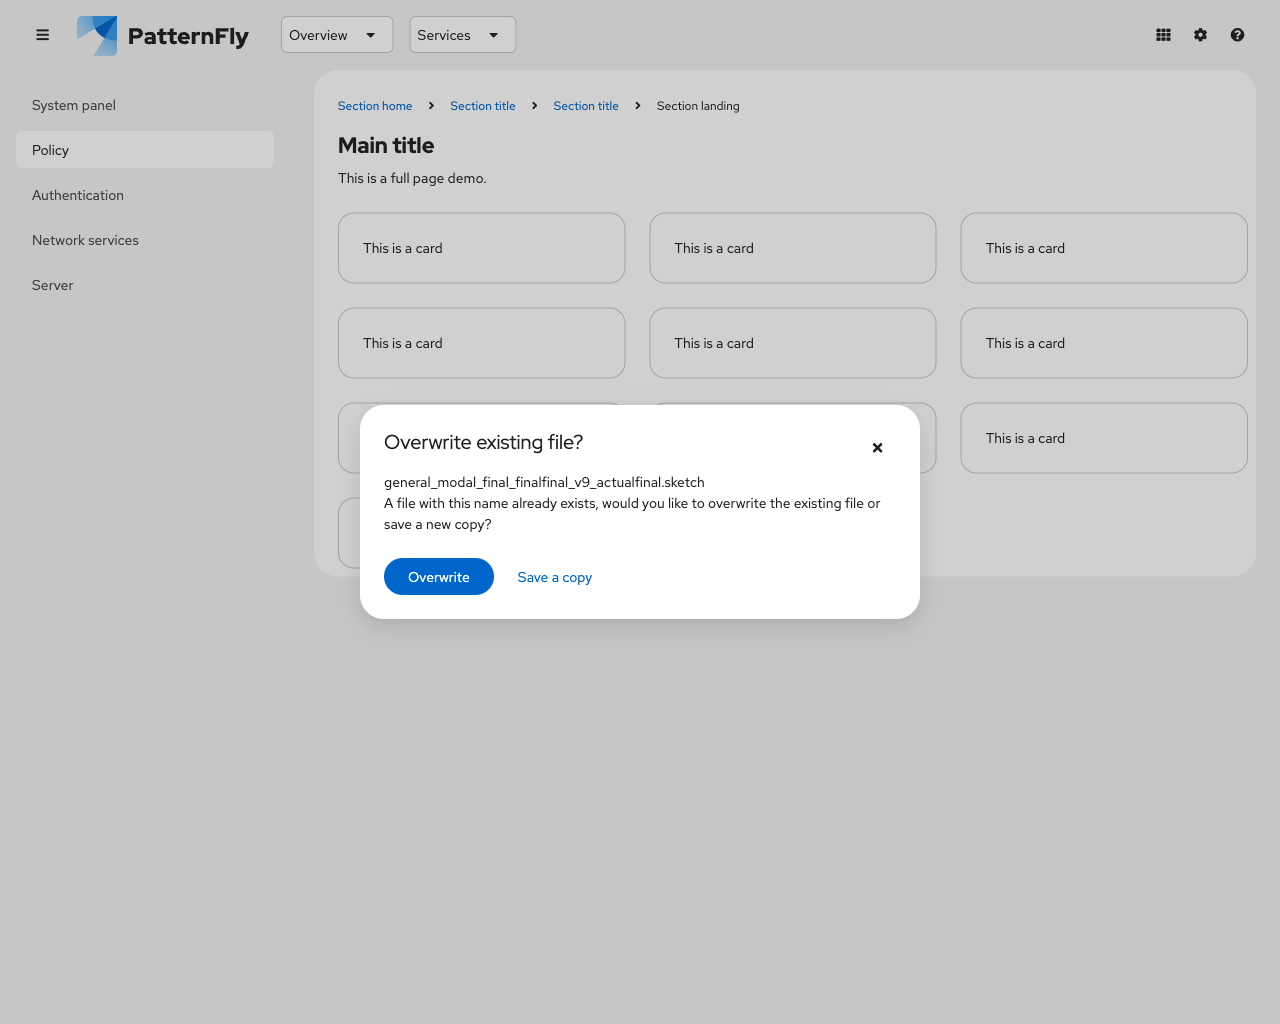 PatternFly
Overview
Services
System panel
Policy
Authentication
Network services
Server
Section home
Section title
Section title
Section landing
Main title
This is a full page demo.
This is a card
This is a card
This is a card
This is a card
This is a card
This is a card
This is a card
Overwrite existing file?
general_modal_final_finalfinal_v9_actualfinal.sketch
A file with this name already exists, would you like to overwrite the existing file or
save a new copy?
Overwrite
Save a copy